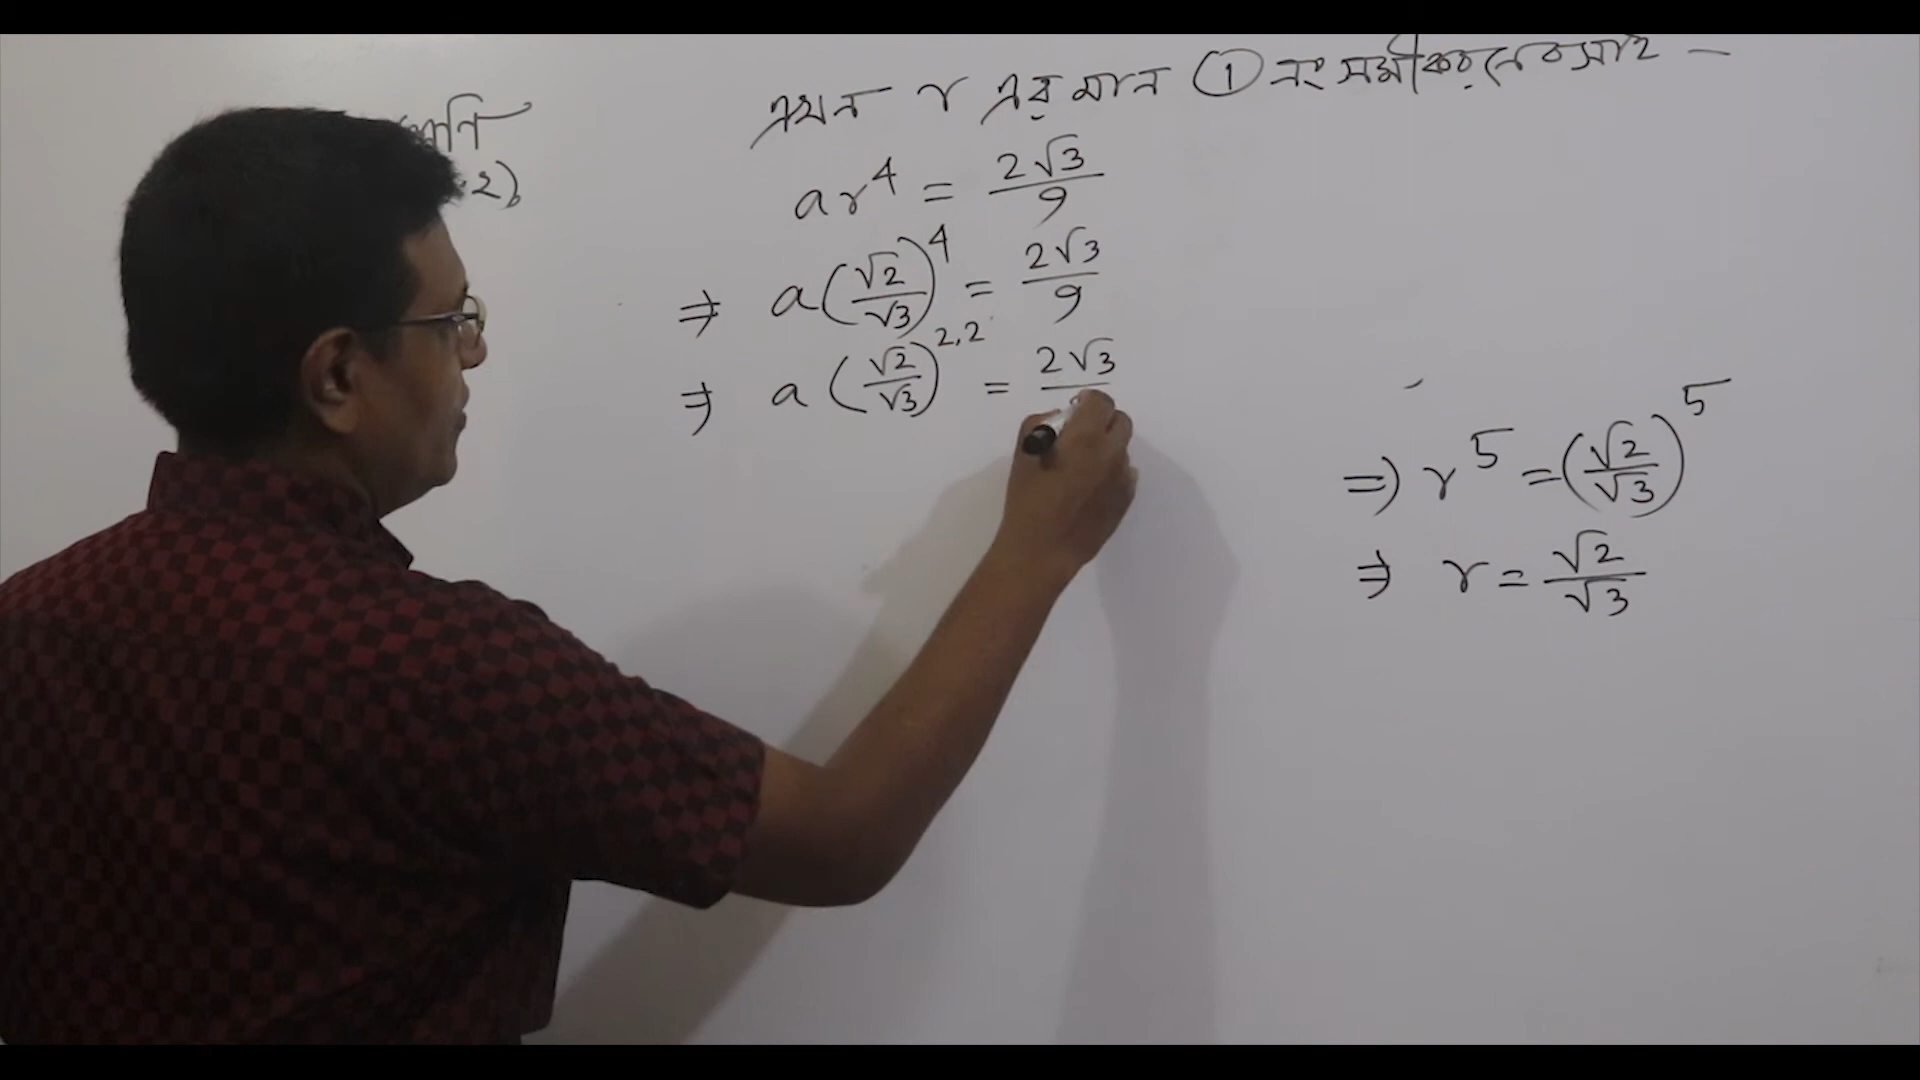 এখন r এর মান ① নং সমীকরনে বসাই –
ar⁴ = 2√3/9
⇒ a(√2/√3)⁴ = 2√3/9
⇒ a(√2/√3)^2.2 = 2√3/
⇒ r⁵ = (√2/√3)⁵
⇒ r = √2/√3